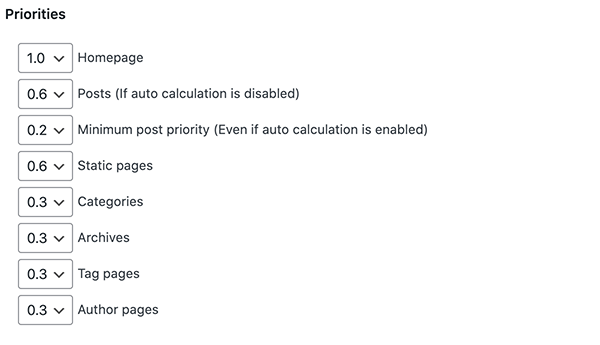 Priorities
1.0 Homepage
0.6 Posts (If auto calculation is disabled)
0.2 Minimum post priority (Even if auto calculation is enabled)
0.6 Static pages
0.3 Categories
0.3 Archives
0.3 Tag pages
0.3 Author pages